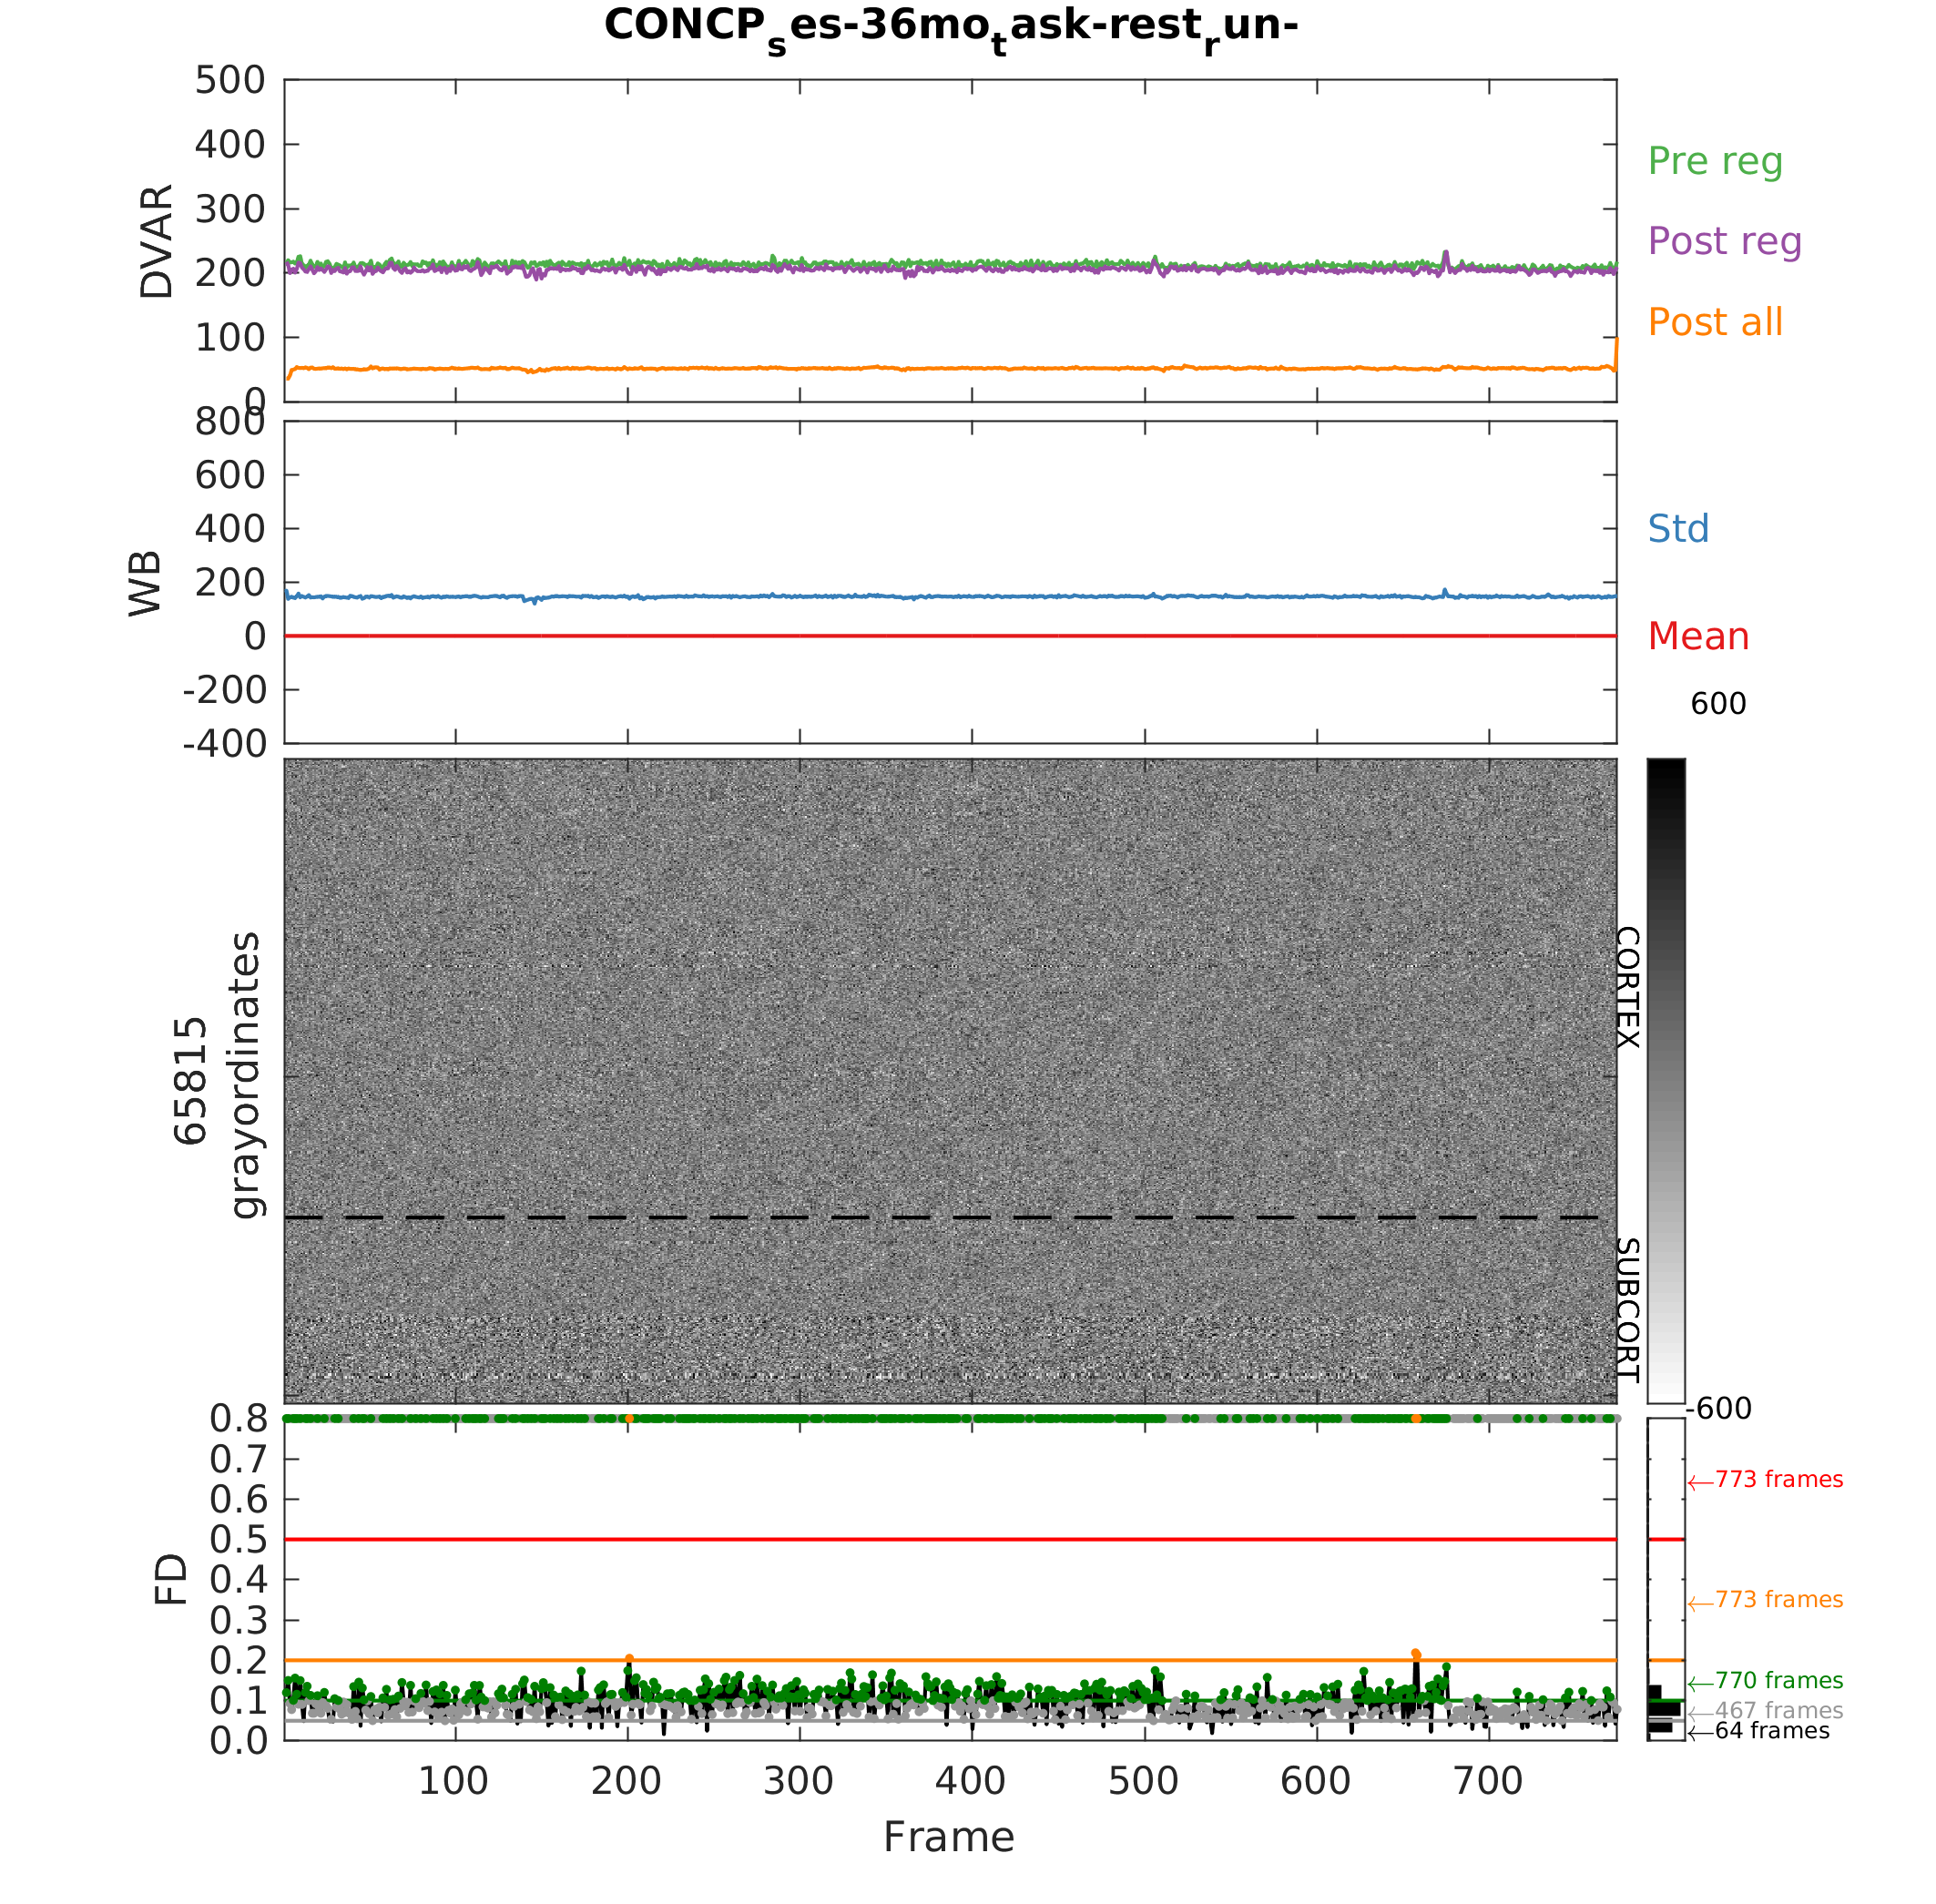 CONCPses-36motask-restrun-
500
400
300
200
100
0
DVAR
Pre reg
Post reg
Post all
800
600
400
200
0
-200
-400
WB
Std
Mean
600
65815
grayordinates
CORTEX
SUBCORT
-600
0.8
0.7
0.6
0.5
0.4
0.3
0.2
0.1
0.0
FD
←773 frames
←773 frames
←770 frames
←467 frames
←64 frames
100 200 300 400 500 600 700
Frame